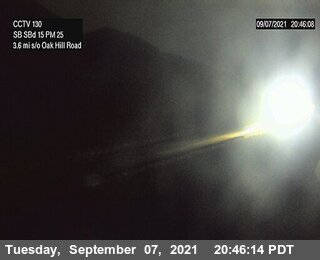 CCTV 130
SB SBd 15 PM 25
3.6 mi s/o Oak Hill Road
09/07/2021 20:46:08
Tuesday, September 07, 2021 20:46:14 PDT